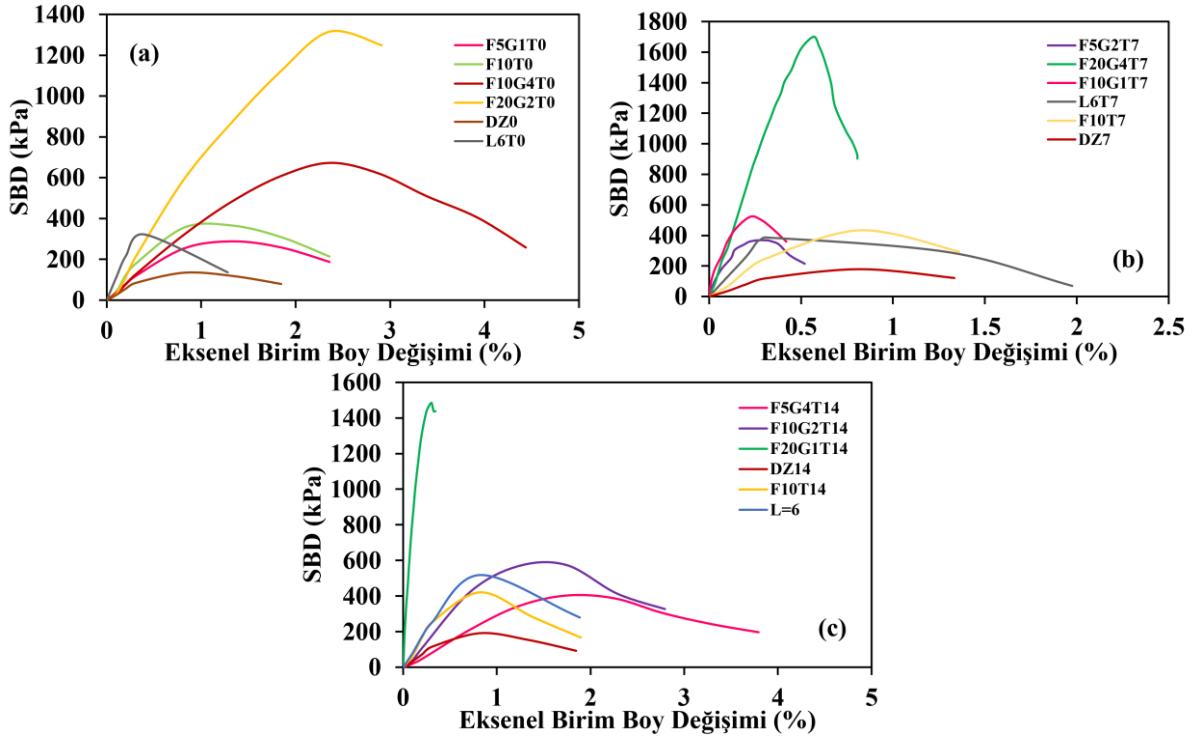 (a)
SBD (kPa)
1400
1200
1000
800
600
400
200
0
0 1 2 3 4 5
Eksenel Birim Boy Değişimi (%)
F5G1T0
F10T0
F10G4T0
F20G2T0
DZ0
L6T0
(b)
SBD (kPa)
1800
1600
1400
1200
1000
800
600
400
200
0
0 0.5 1 1.5 2 2.5
Eksenel Birim Boy Değişimi (%)
F5G2T7
F20G4T7
F10G1T7
L6T7
F10T7
DZ7
(c)
SBD (kPa)
1600
1400
1200
1000
800
600
400
200
0
0 1 2 3 4 5
Eksenel Birim Boy Değişimi (%)
F5G4T14
F10G2T14
F20G1T14
DZ14
F10T14
L=6